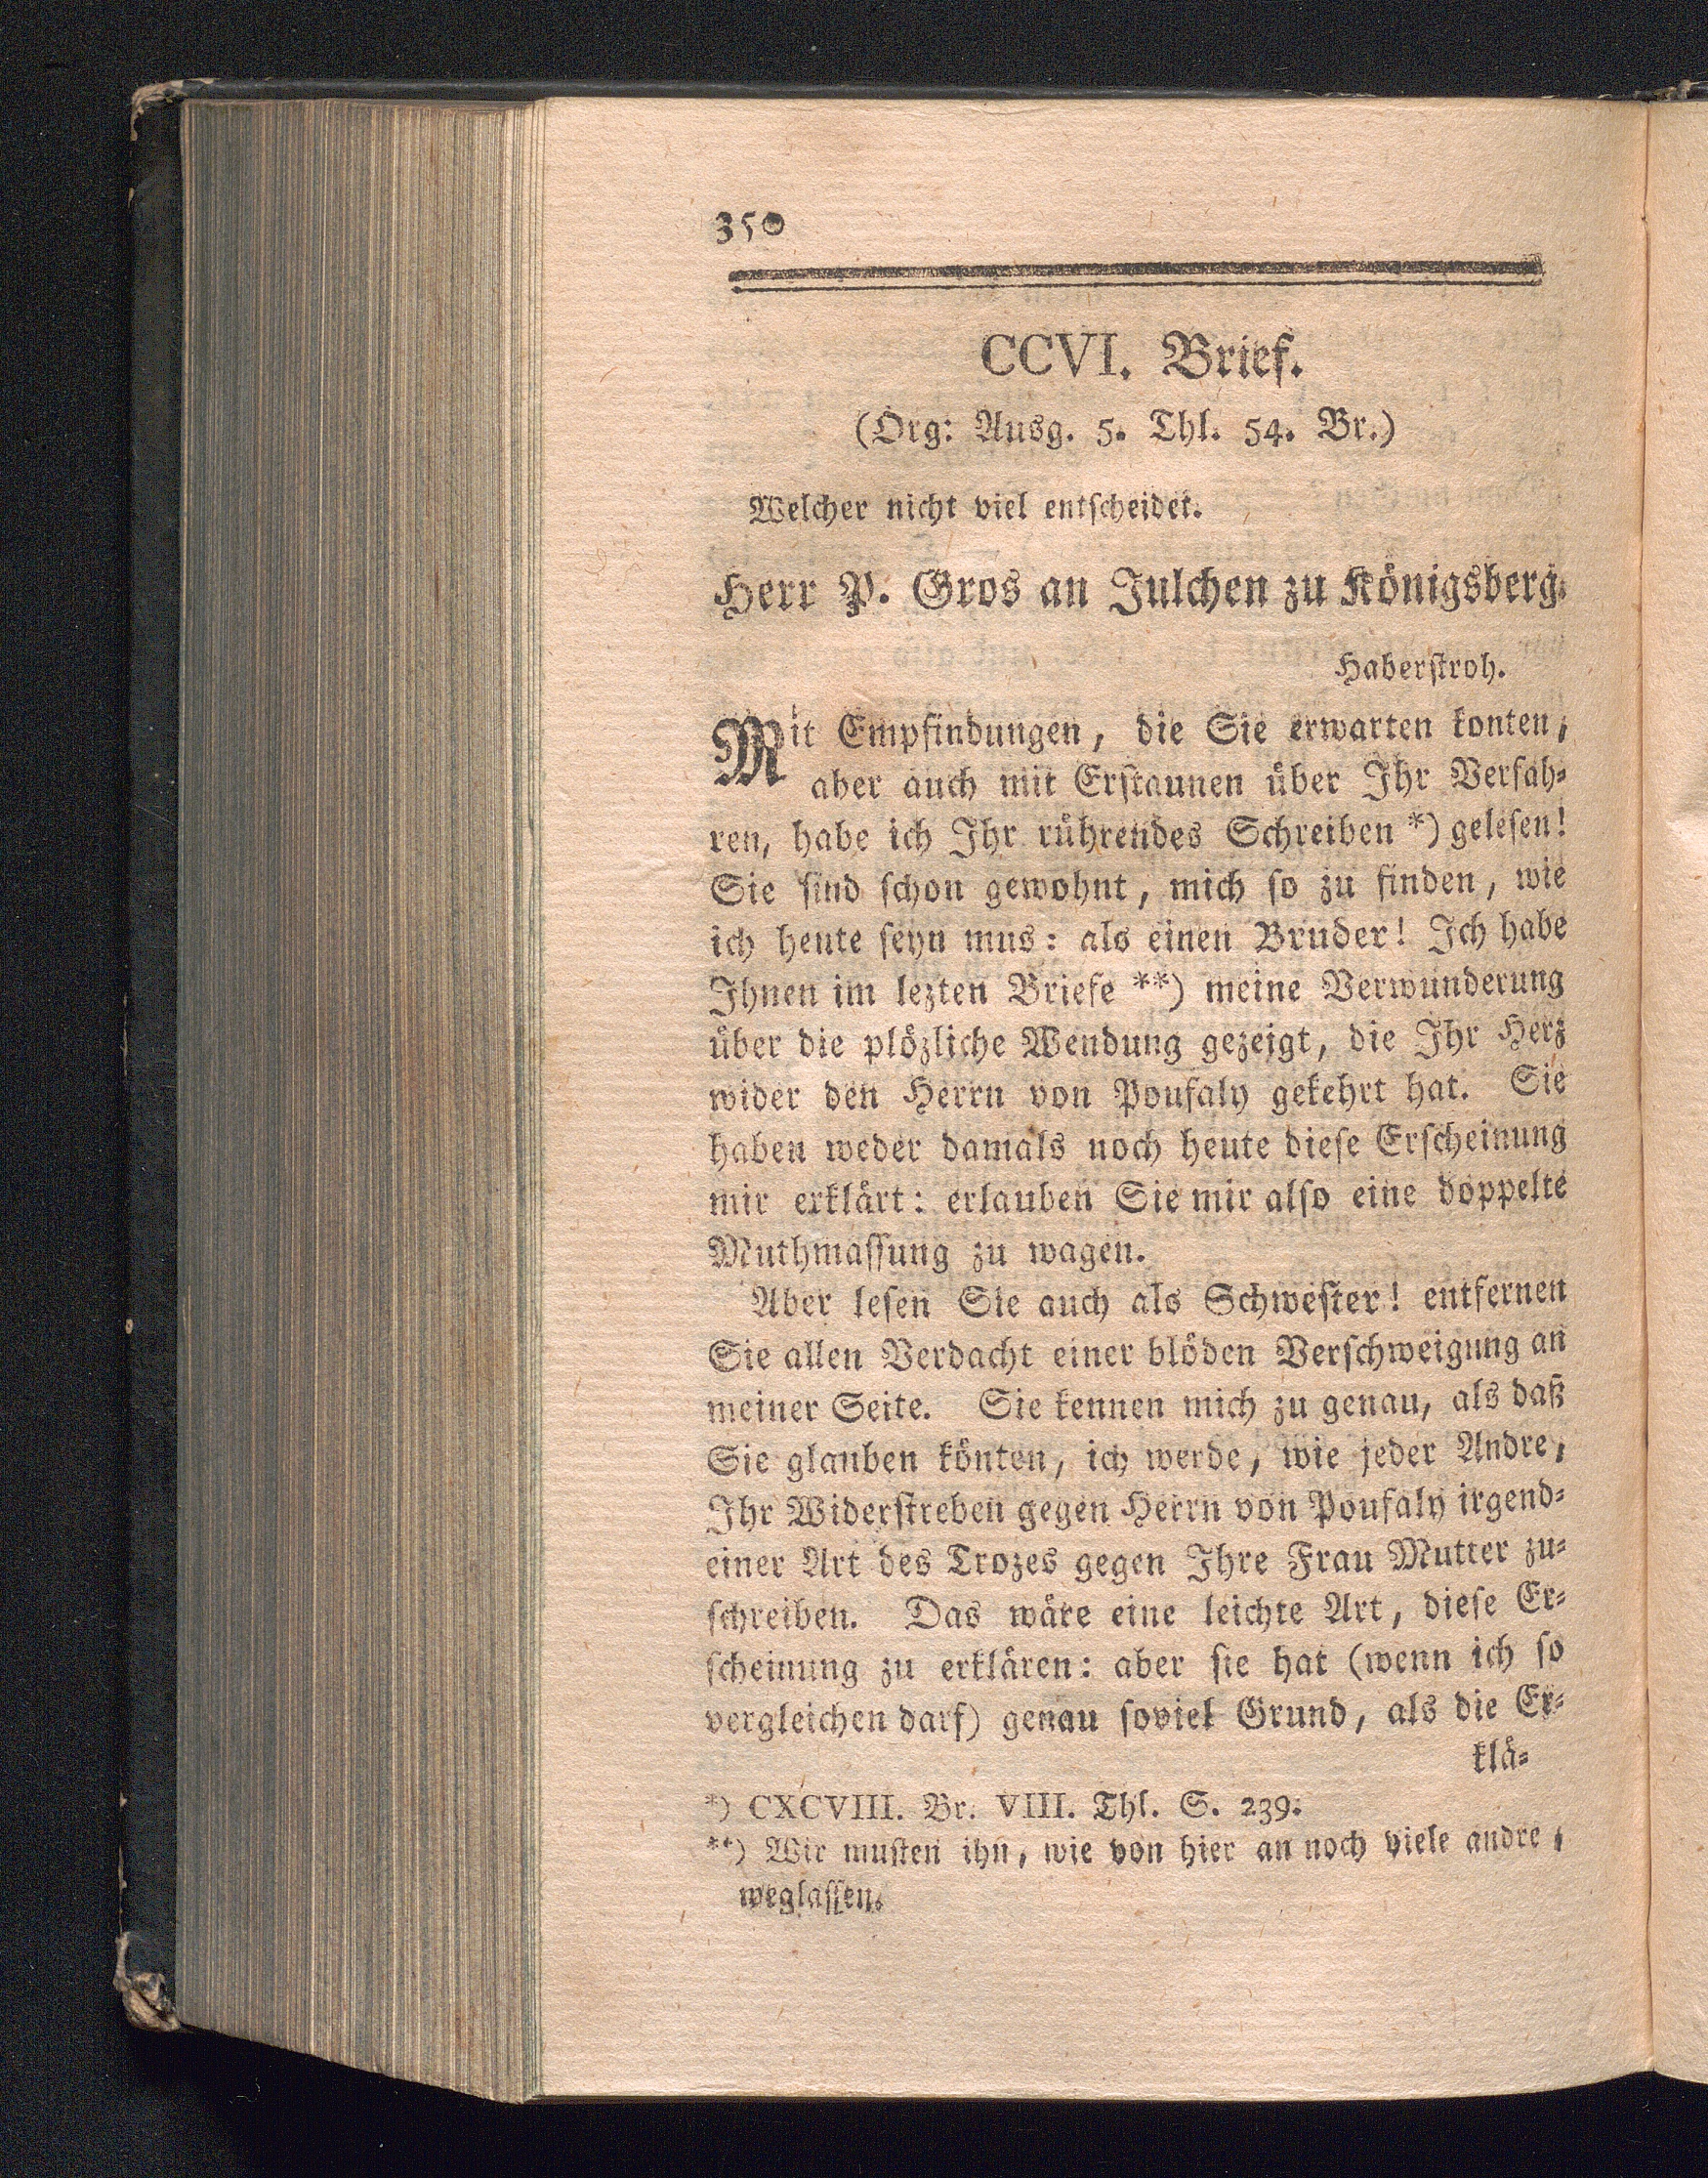 350
CCVI. Brief.
(Org: Ausg. 5. Thl. 54. Br.)
Welcher nicht viel entſcheidet.
Herr P. Gros an Julchen zu Königsberg.
Haberſtroh.
Mit Empfindungen, die Sie erwarten konten,
aber auch mit Erſtaunen über Ihr Verfah-
ren, habe ich Ihr rührendes Schreiben *) geleſen!
Sie ſind ſchon gewohnt, mich ſo zu finden, wie
ich heute ſeyn mus: als einen Bruder! Ich habe
Ihnen im lezten Briefe **) meine Verwunderung
über die plözliche Wendung gezeigt, die Ihr Herz
wider den Herrn von Pouſaly gekehrt hat. Sie
haben weder damals noch heute dieſe Erſcheinung
mir erklärt: erlauben Sie mir alſo eine doppelte
Muthmaſſung zu wagen.
Aber leſen Sie auch als Schweſter! entfernen
Sie allen Verdacht einer blöden Verſchweigung an
meiner Seite. Sie kennen mich zu genau, als daß
Sie glauben könten, ich werde, wie jeder Andre,
Ihr Widerſtreben gegen Herrn von Pouſaly irgend-
einer Art des Trozes gegen Ihre Frau Mutter zu-
ſchreiben. Das wäre eine leichte Art, dieſe Er-
ſcheinung zu erklären: aber ſie hat (wenn ich ſo
vergleichen darf) genau ſoviel Grund, als die Er-
klä-
*) CXCVIII. Br. VIII. Thl. S. 239.
**) Wir muſten ihn, wie von hier an noch viele andre,
weglaſſen.